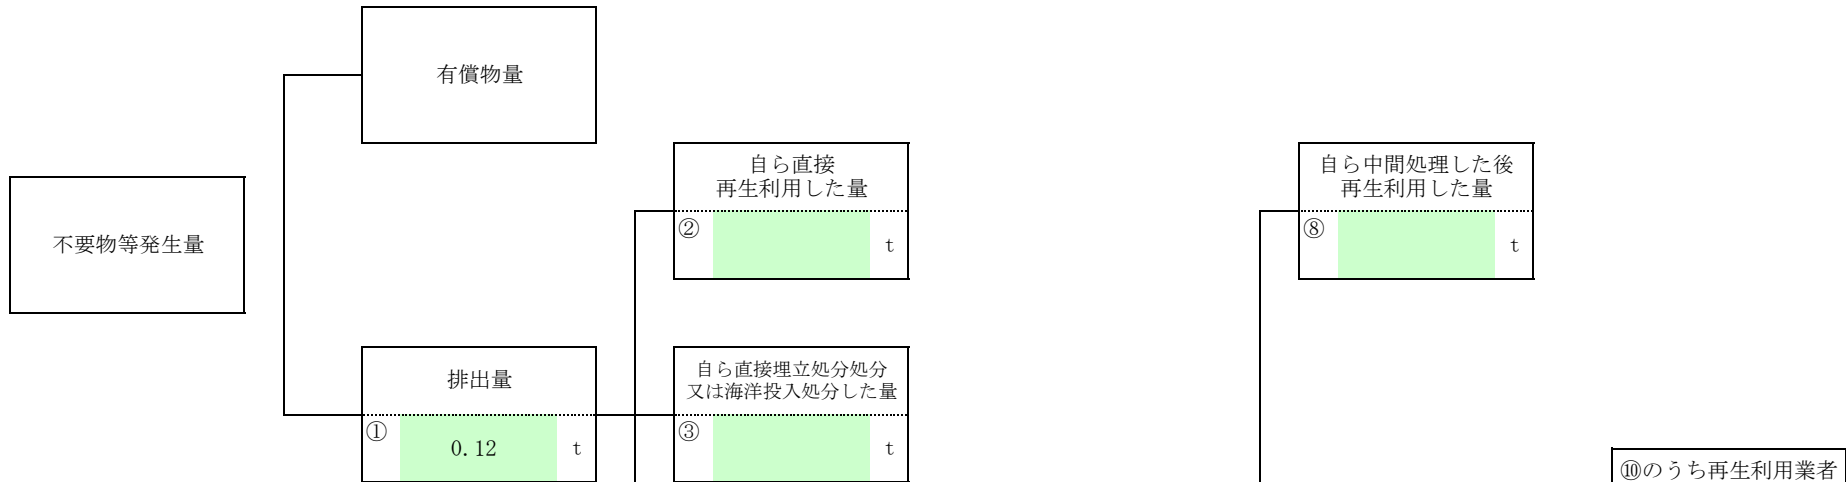 有償物量
自ら直接
再生利用した量
② t
自ら中間処理した後
再生利用した量
⑧ t
不要物等発生量
排出量
① 0.12 t
自ら直接埋立処分処分
又は海洋投入処分した量
③ t
⑩のうち再生利用業者